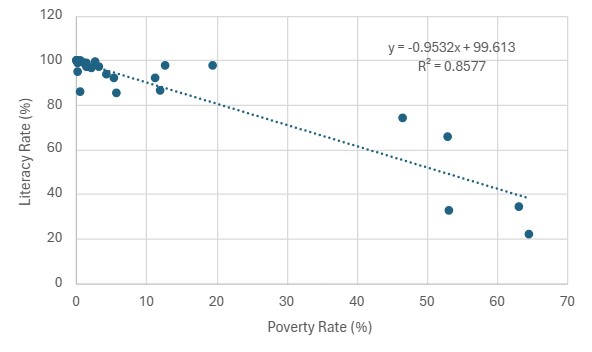 120
100
80
60
40
20
0
Literacy Rate (%)
y = -0.9532x + 99.613
R² = 0.8577
0 10 20 30 40 50 60 70
Poverty Rate (%)